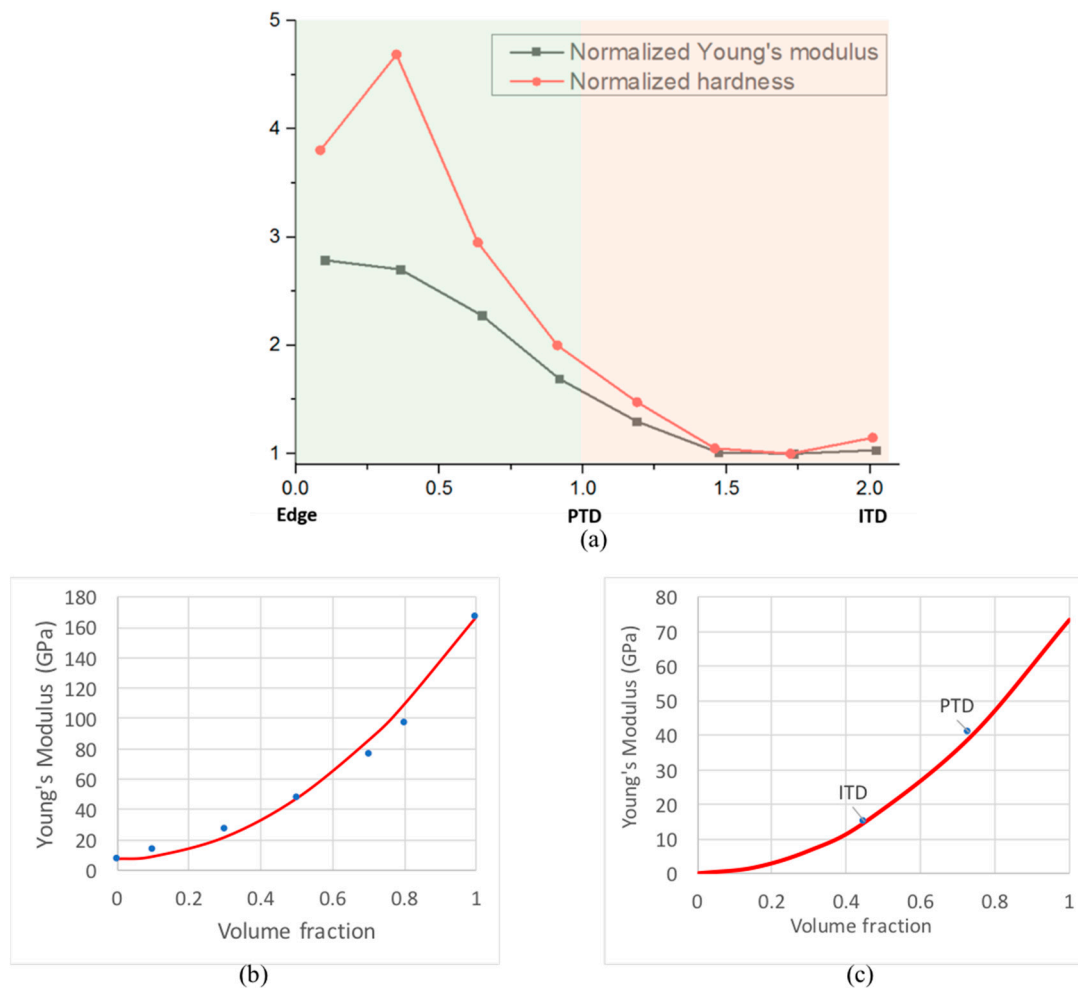 5
4
3
2
1
Normalized Young's modulus
Normalized hardness
0.0 0.5 1.0 1.5 2.0
Edge PTD ITD
(a)
Young's Modulus (GPa)
180
160
140
120
100
80
60
40
20
0
0 0.2 0.4 0.6 0.8 1
Volume fraction
(b)
Young's Modulus (GPa)
80
70
60
50
40
30
20
10
0
PTD
ITD
0 0.2 0.4 0.6 0.8 1
Volume fraction
(c)